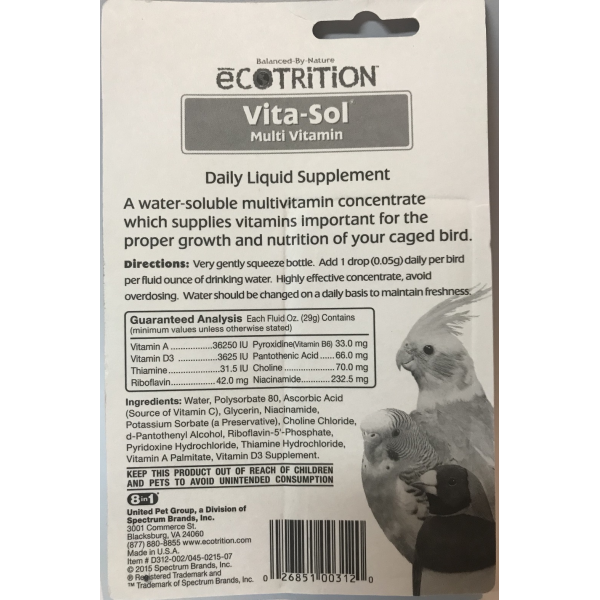 Balanced-By-Nature
ēCOTRiTiON™
Vita-Sol®
Multi Vitamin
Daily Liquid Supplement
A water-soluble multivitamin concentrate
which supplies vitamins important for the
proper growth and nutrition of your caged bird.
Directions: Very gently squeeze bottle. Add 1 drop (0.05g) daily per bird
per fluid ounce of drinking water. Highly effective concentrate, avoid
overdosing. Water should be changed on a daily basis to maintain freshness.
Guaranteed Analysis Each Fluid Oz. (29g) Contains
(minimum values unless otherwise stated)
Vitamin A ..............36250 IU Pyroxidine(Vitamin B6) 33.0 mg
Vitamin D3 ............3625 IU Pantothenic Acid ..... 66.0 mg
Thiamine................31.5 IU Choline .................... 70.0 mg
Riboflavin..............42.0 mg Niacinamide............ 232.5 mg
Ingredients: Water, Polysorbate 80, Ascorbic Acid
(Source of Vitamin C), Glycerin, Niacinamide,
Potassium Sorbate (a Preservative), Choline Chloride,
d-Pantothenyl Alcohol, Riboflavin-5'-Phosphate,
Pyridoxine Hydrochloride, Thiamine Hydrochloride,
Vitamin A Palmitate, Vitamin D3 Supplement.
KEEP THIS PRODUCT OUT OF REACH OF CHILDREN
AND PETS TO AVOID UNINTENDED CONSUMPTION
8in1®
United Pet Group, a Division of
Spectrum Brands, Inc.
3001 Commerce St.
Blacksburg, VA 24060
(877) 880-8855 www.ecotrition.com
Made in U.S.A.
Item # D312-002/045-0215-07
© 2015 Spectrum Brands, Inc.
® Registered Trademark and
™ Trademark of Spectrum Brands, Inc.
0 26851 00312 0